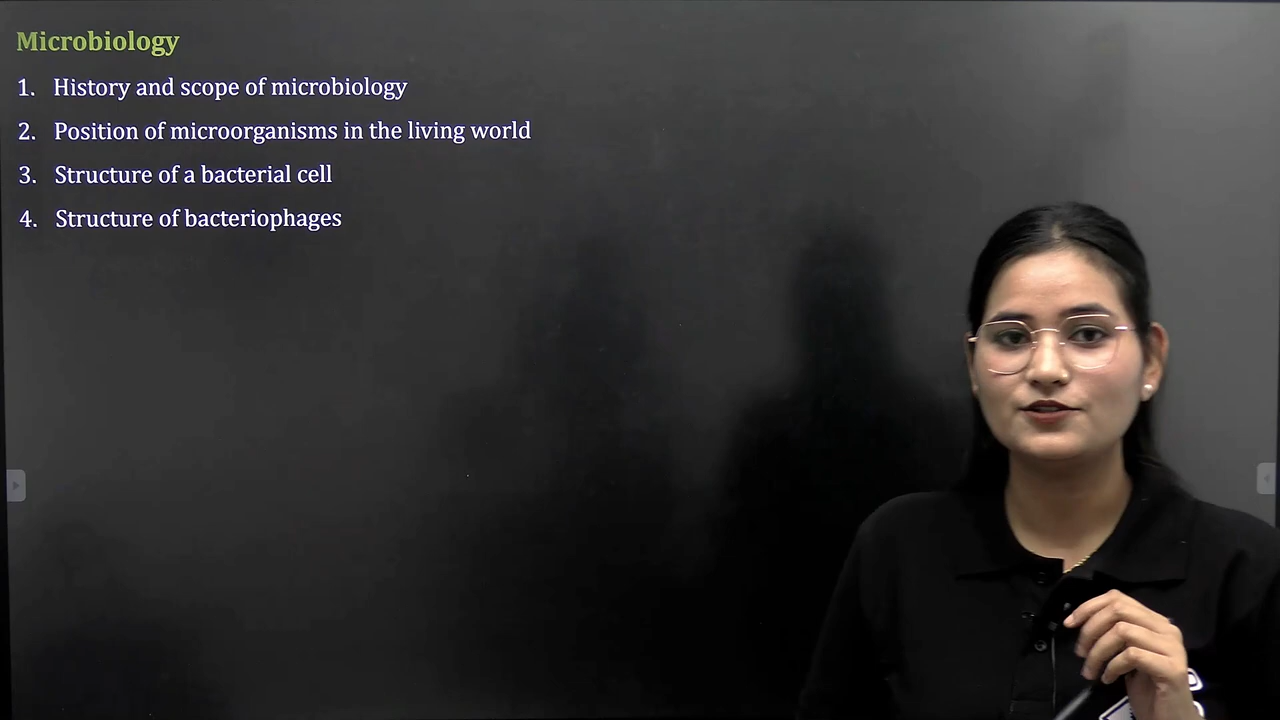 Microbiology
1. History and scope of microbiology
2. Position of microorganisms in the living world
3. Structure of a bacterial cell
4. Structure of bacteriophages